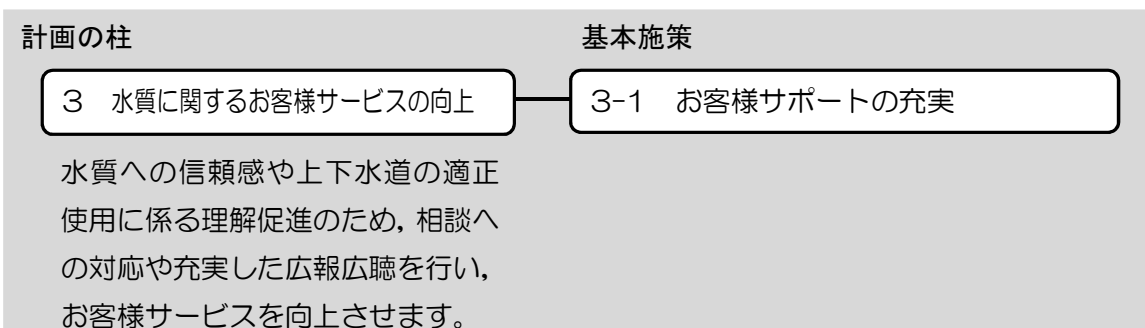 計画の柱
基本施策
3 水質に関するお客様サービスの向上
3-1 お客様サポートの充実
水質への信頼感や上下水道の適正
使用に係る理解促進のため，相談へ
の対応や充実した広報広聴を行い，
お客様サービスを向上させます。